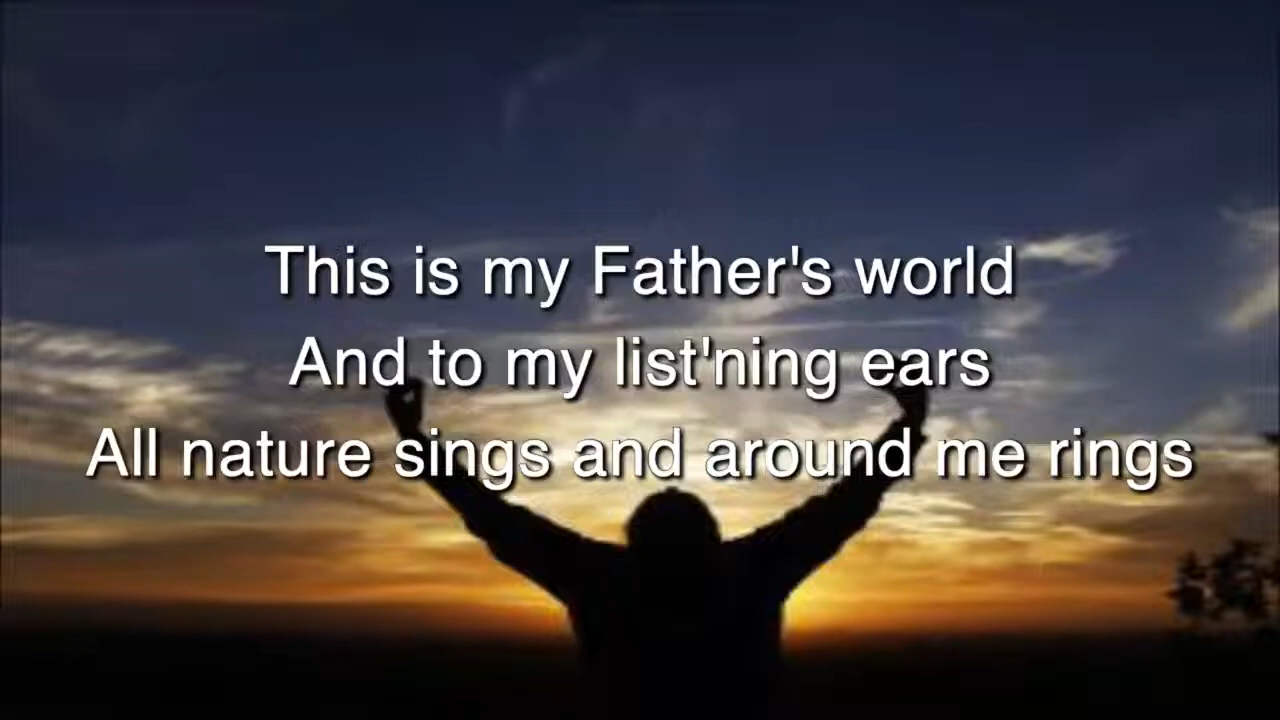 This is my Father's world
And to my list'ning ears
All nature sings and around me rings